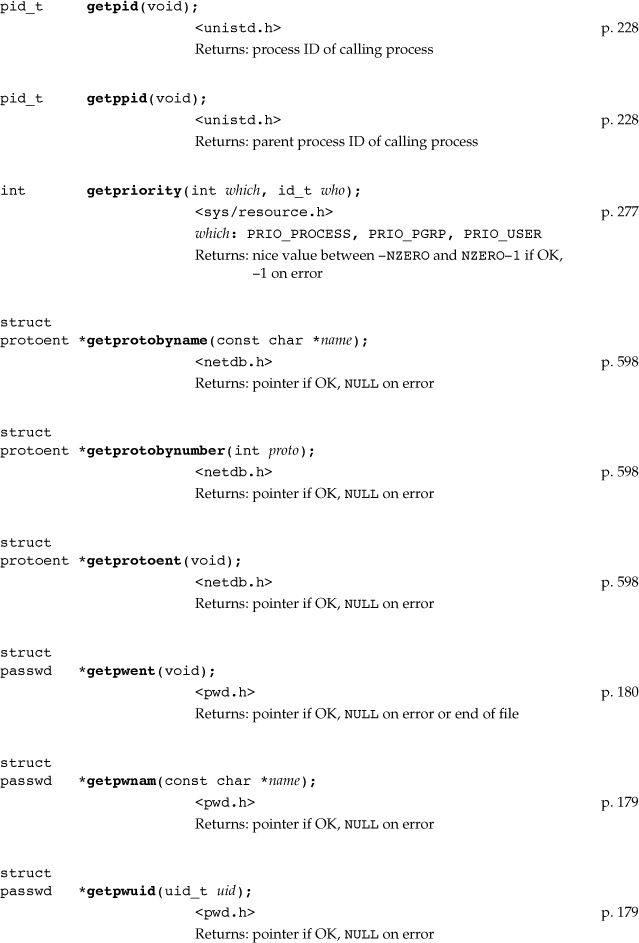 pid_t getpid(void);
<unistd.h> p. 228
Returns: process ID of calling process
pid_t getppid(void);
<unistd.h> p. 228
Returns: parent process ID of calling process
int getpriority(int which, id_t who);
<sys/resource.h> p. 277
which: PRIO_PROCESS, PRIO_PGRP, PRIO_USER
Returns: nice value between –NZERO and NZERO–1 if OK,
–1 on error
struct
protoent *getprotobyname(const char *name);
<netdb.h> p. 598
Returns: pointer if OK, NULL on error
struct
protoent *getprotobynumber(int proto);
<netdb.h> p. 598
Returns: pointer if OK, NULL on error
struct
protoent *getprotoent(void);
<netdb.h> p. 598
Returns: pointer if OK, NULL on error
struct
passwd *getpwent(void);
<pwd.h> p. 180
Returns: pointer if OK, NULL on error or end of file
struct
passwd *getpwnam(const char *name);
<pwd.h> p. 179
Returns: pointer if OK, NULL on error
struct
passwd *getpwuid(uid_t uid);
<pwd.h> p. 179
Returns: pointer if OK, NULL on error